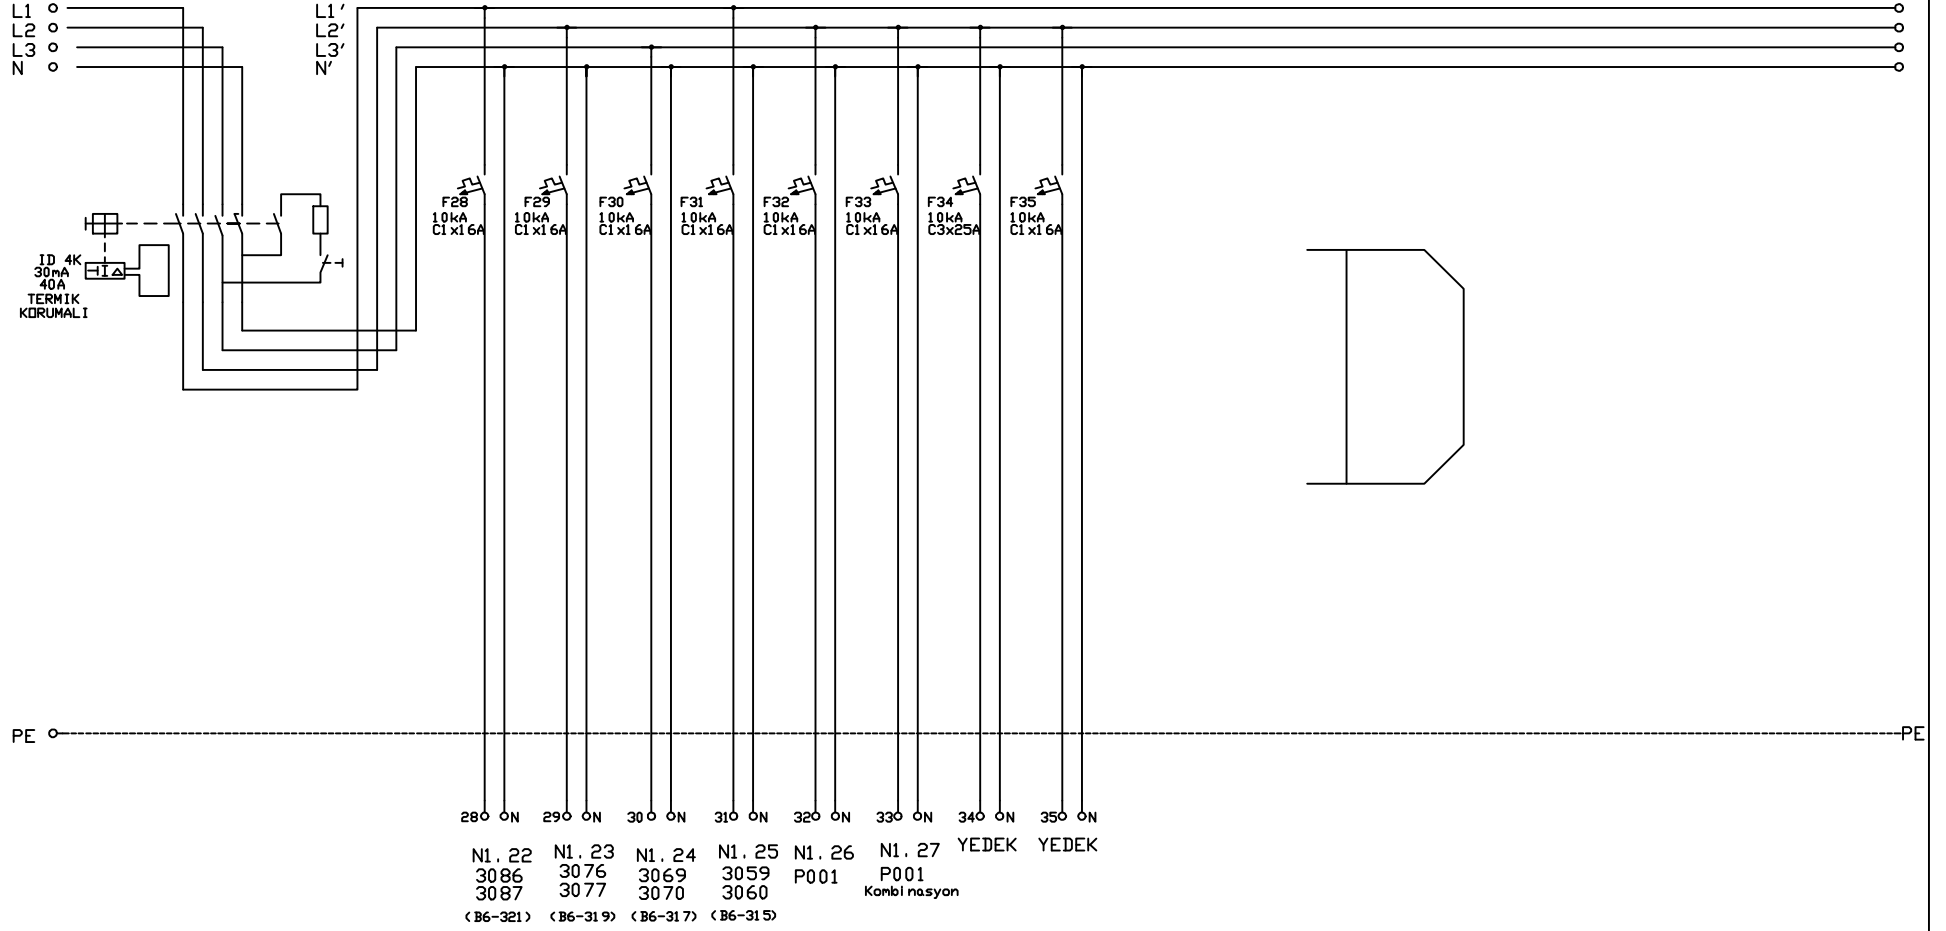 L1
L2
L3
N
L1'
L2'
L3'
N'
F28
10kA
C1x16A
F29
10kA
C1x16A
F30
10kA
C1x16A
F31
10kA
C1x16A
F32
10kA
C1x16A
F33
10kA
C1x16A
F34
10kA
C3x25A
F35
10kA
C1x16A
ID 4K
30mA
40A
TERMIK
KORUMALI
I
PE
PE
28 N
29 N
30 N
31 N
32 N
33 N
34 N
35 N
N1.22
3086
3087
(B6-321)
N1.23
3076
3077
(B6-319)
N1.24
3069
3070
(B6-317)
N1.25
3059
3060
(B6-315)
N1.26
P001
N1.27
P001
Kombinasyon
YEDEK
YEDEK